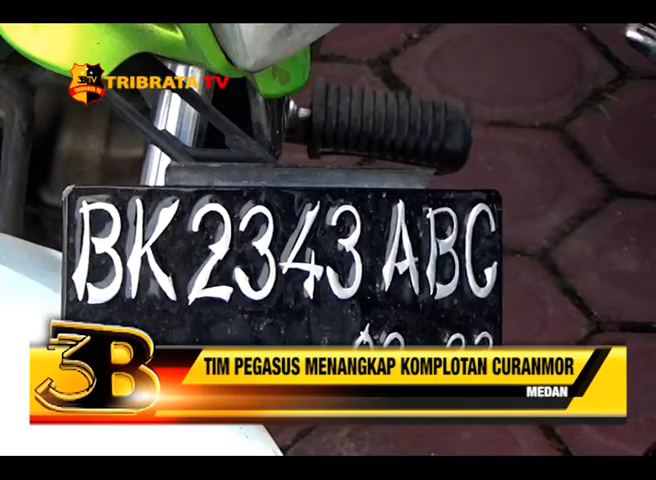 TRIBRATA TV
BK 2343 ABC
3B
TIM PEGASUS MENANGKAP KOMPLOTAN CURANMOR
MEDAN